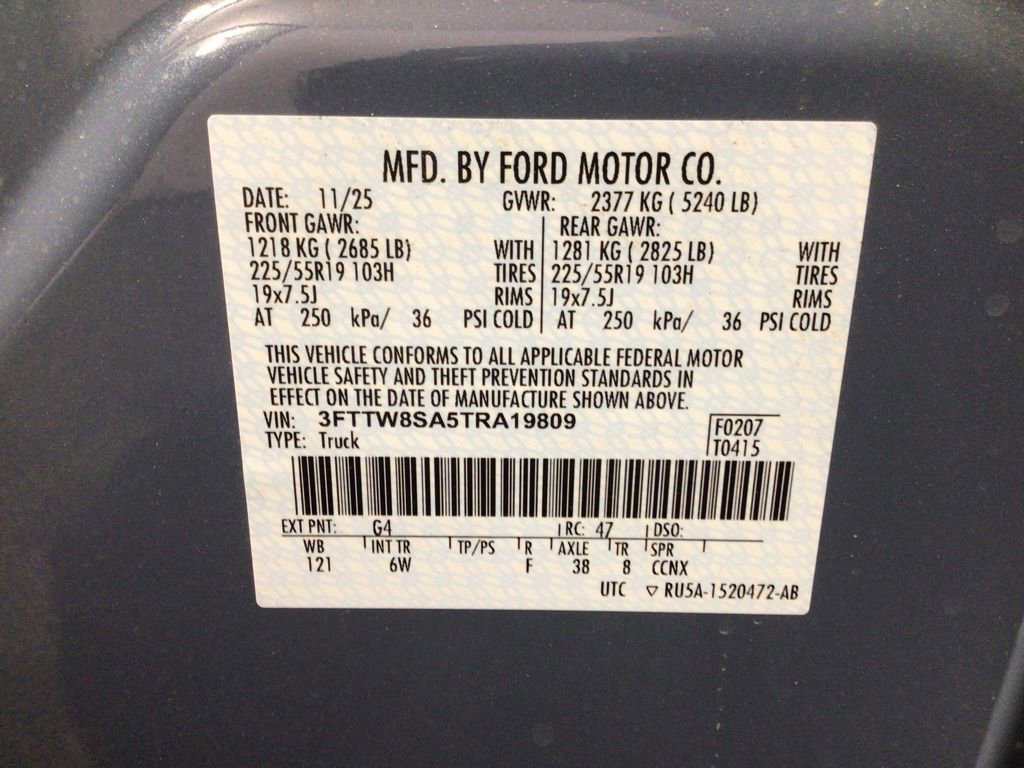 MFD. BY FORD MOTOR CO.
DATE: 11/25 GVWR: 2377 KG ( 5240 LB)
FRONT GAWR: REAR GAWR:
1218 KG ( 2685 LB) WITH 1281 KG ( 2825 LB) WITH
225/55R19 103H TIRES 225/55R19 103H TIRES
19x7.5J RIMS 19x7.5J RIMS
AT 250 kPa/ 36 PSI COLD AT 250 kPa/ 36 PSI COLD
THIS VEHICLE CONFORMS TO ALL APPLICABLE FEDERAL MOTOR
VEHICLE SAFETY AND THEFT PREVENTION STANDARDS IN
EFFECT ON THE DATE OF MANUFACTURE SHOWN ABOVE.
VIN: 3FTTW8SA5TRA19809 F0207
TYPE: Truck T0415
EXT PNT: G4 RC: 47 DSO:
WB INT TR TP/PS R AXLE TR SPR
121 6W F 38 8 CCNX
UTC ▽ RU5A-1520472-AB